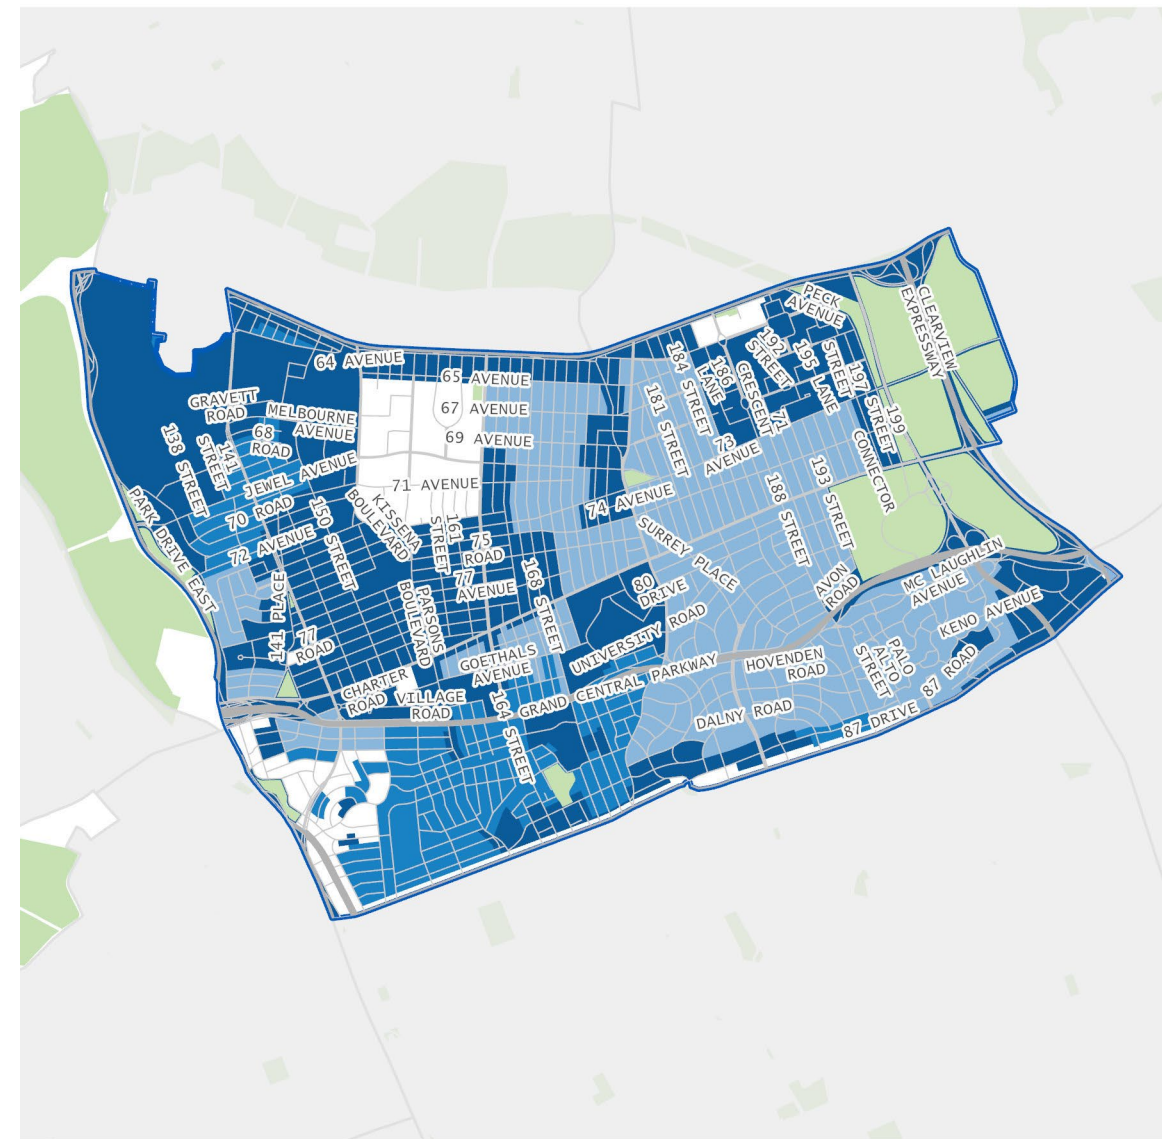 PECK
AVENUE
CLEARVIEW
EXPRESSWAY
64 AVENUE
65 AVENUE
67 AVENUE
69 AVENUE
71 AVENUE
184 STREET
186
LANE
CRESCENT
192
STREET
195 LANE
STREET
197
STREET
199
CONNECTOR
71
73
AVENUE
181
STREET
GRAVETT
ROAD
MELBOURNE
AVENUE
68
ROAD
138 STREET
141
STREET
JEWEL AVENUE
70 ROAD
72 AVENUE
150 STREET
KISSENA
BOULEVARD
161
STREET
75
ROAD
77
AVENUE
74 AVENUE
188 STREET
193 STREET
SURREY PLACE
PARK DRIVE EAST
141 PLACE
77
ROAD
PARSONS
BOULEVARD
168 STREET
80
DRIVE
UNIVERSITY ROAD
AVON
ROAD
MC LAUGHLIN
AVENUE
KENO AVENUE
GOETHALS
AVENUE
CHARTER
ROAD
VILLAGE
ROAD
164 STREET
GRAND CENTRAL PARKWAY
HOVENDEN
ROAD
PALO
ALTO
STREET
87 ROAD
DALNY ROAD
87 DRIVE